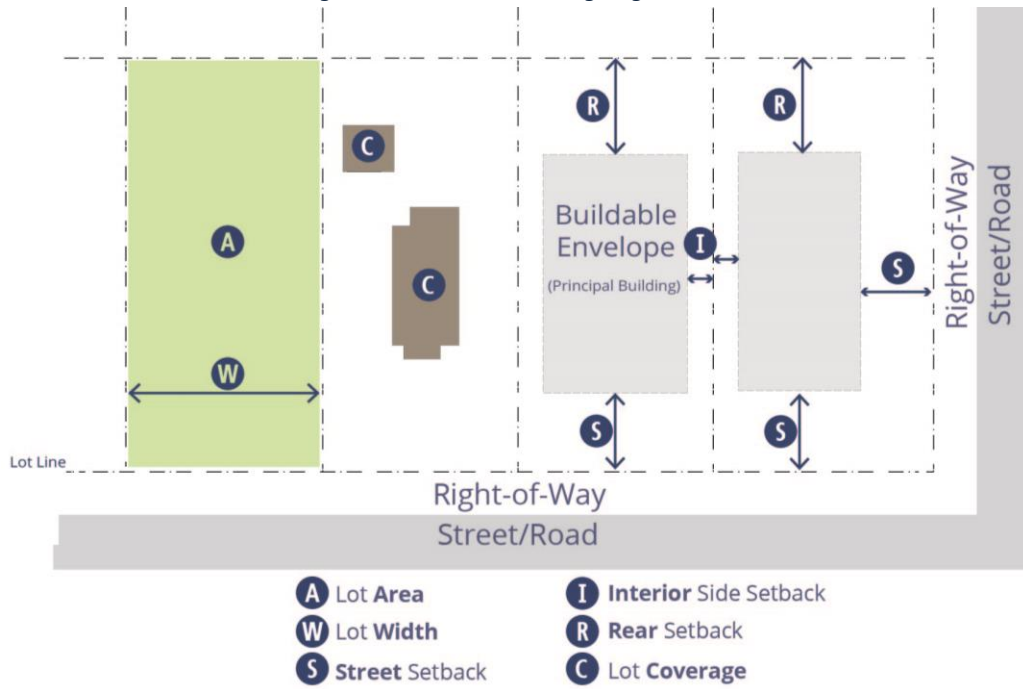 R
R
C
A
Buildable
Envelope
(Principal Building)
I
S
C
W
S
S
Lot Line
Right-of-Way
Street/Road
Right-of-Way
Street/Road
A Lot Area
W Lot Width
S Street Setback
I Interior Side Setback
R Rear Setback
C Lot Coverage